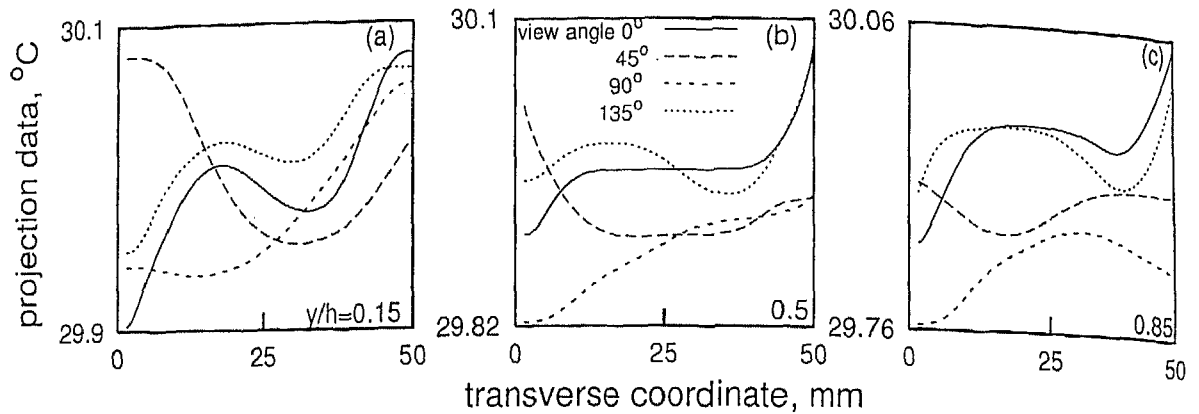 projection data, °C
30.1
29.9
(a)
y/h=0.15
0
25
50
30.1
29.82
view angle 0°
45°
90°
135°
(b)
0.5
0
25
50
30.06
29.76
(c)
0.85
0
25
50
transverse coordinate, mm